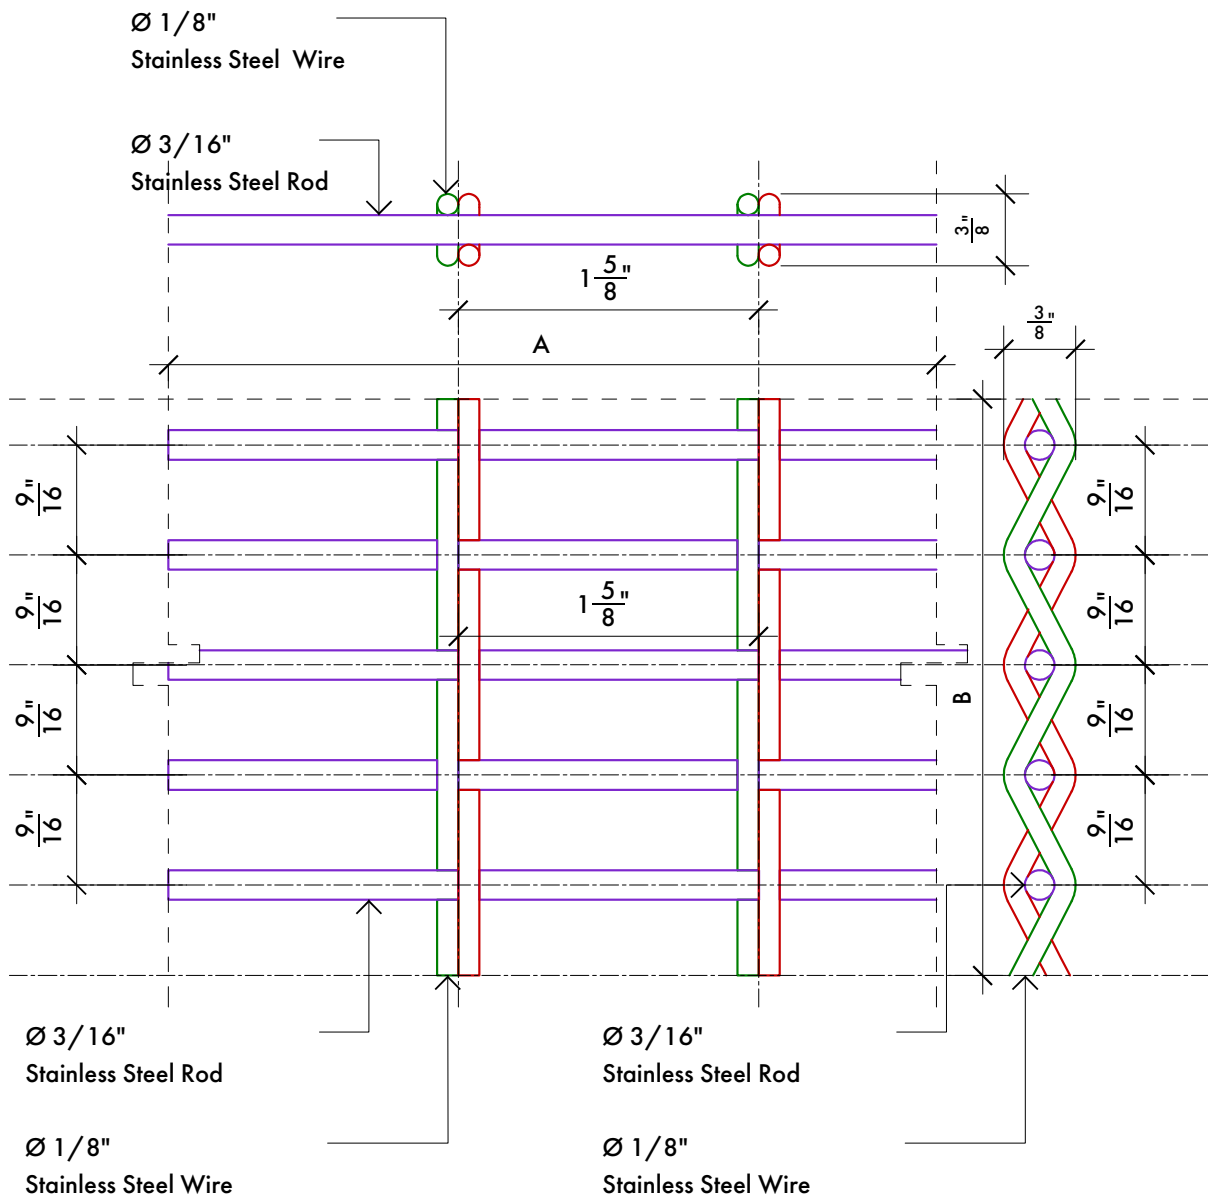 Ø 1/8"
Stainless Steel Wire
Ø 3/16"
Stainless Steel Rod
3/8"
1 5/8"
3/8"
A
9/16"
9/16"
9/16"
9/16"
1 5/8"
B
9/16"
9/16"
9/16"
9/16"
Ø 3/16"
Stainless Steel Rod
Ø 1/8"
Stainless Steel Wire
Ø 3/16"
Stainless Steel Rod
Ø 1/8"
Stainless Steel Wire